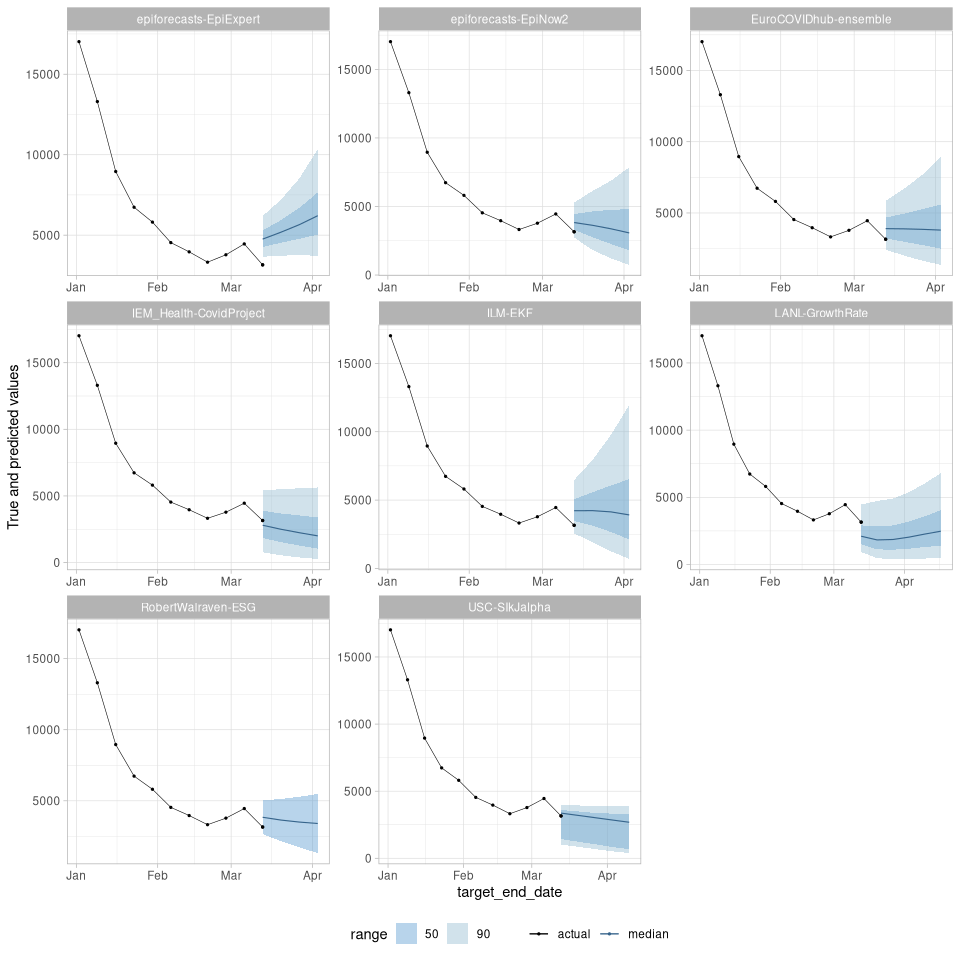 epiforecasts-EpiExpert
epiforecasts-EpiNow2
EuroCOVIDhub-ensemble
15000
10000
5000
Jan Feb Mar Apr
15000
10000
5000
0
Jan Feb Mar Apr
15000
10000
5000
Jan Feb Mar Apr
IEM_Health-CovidProject
ILM-EKF
LANL-GrowthRate
True and predicted values
15000
10000
5000
0
Jan Feb Mar Apr
15000
10000
5000
0
Jan Feb Mar Apr
15000
10000
5000
0
Jan Feb Mar Apr
RobertWalraven-ESG
USC-SIkJalpha
15000
10000
5000
Jan Feb Mar Apr
15000
10000
5000
0
Jan Feb Mar Apr
target_end_date
range 50 90 actual median